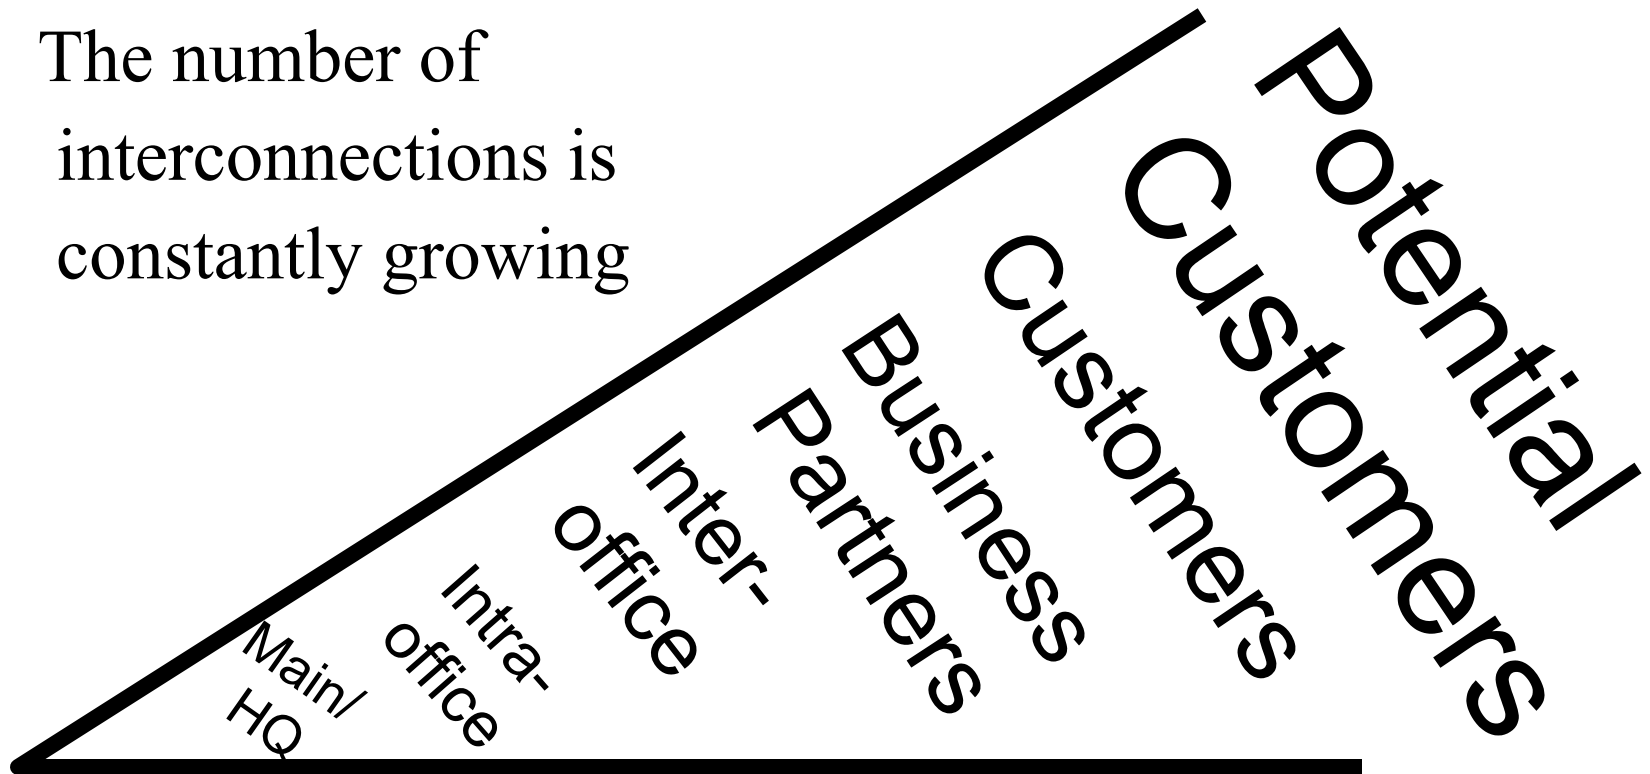 The number of
interconnections is
constantly growing
Main/
HQ
Intra-
office
Inter-
office
Business
Partners
Customers
Potential
Customers